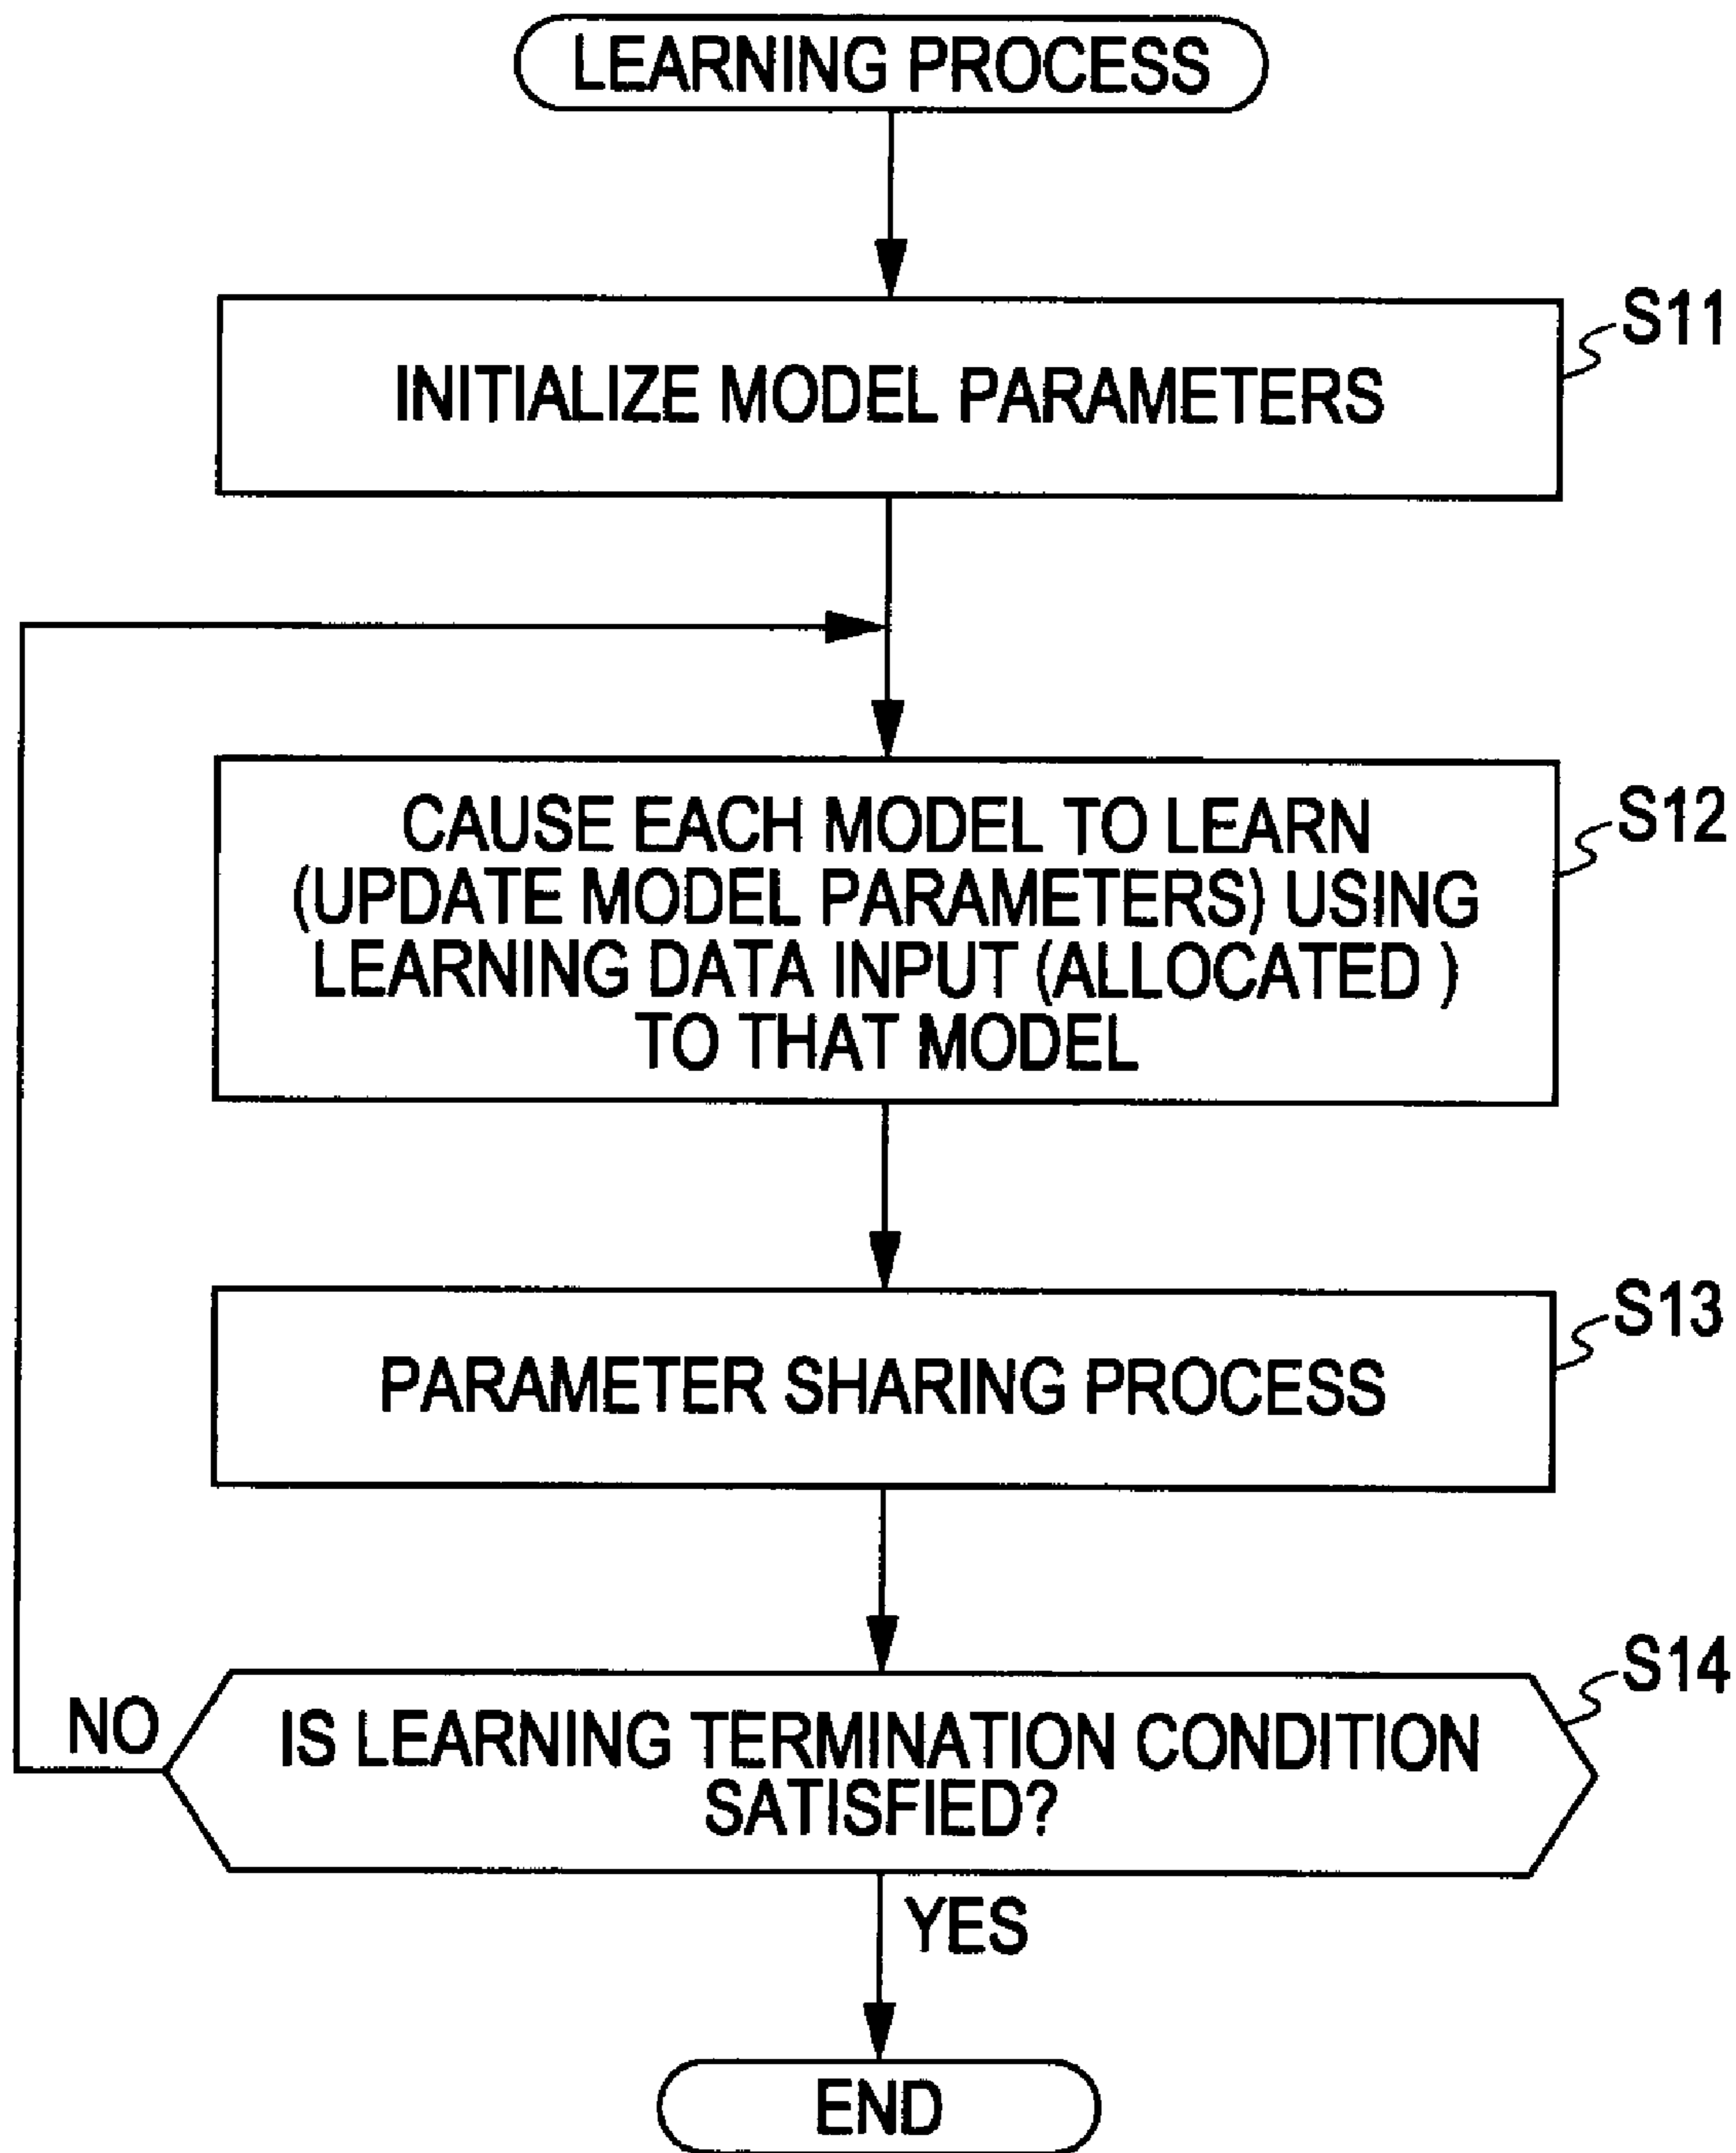 LEARNING PROCESS
S11
INITIALIZE MODEL PARAMETERS
S12
CAUSE EACH MODEL TO LEARN
(UPDATE MODEL PARAMETERS) USING
LEARNING DATA INPUT (ALLOCATED )
TO THAT MODEL
S13
PARAMETER SHARING PROCESS
S14
NO
IS LEARNING TERMINATION CONDITION
SATISFIED?
YES
END